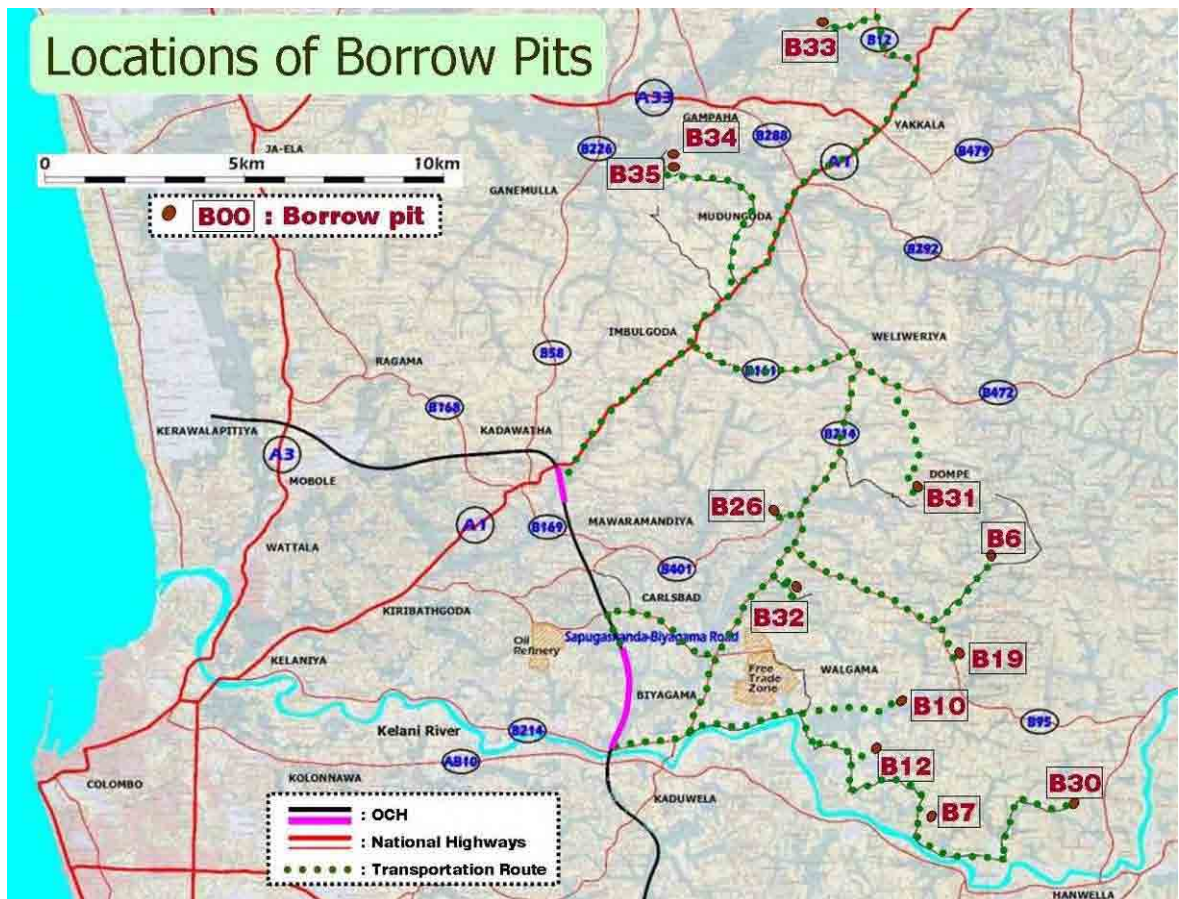 Locations of Borrow Pits
B33
B12
A33
GAMPAHA
YAKKALA
JA-ELA
B226
B34
B288
A1
B479
0 5km 10km
B35
GANEMULLA
B00 : Borrow pit
MUDUNGODA
B292
IMBULGODA
WELIWERIYA
B58
RAGAMA
B161
B472
B168
KERAWALAPITIYA
KADAWATHA
B214
A3
MOBOLE
DOMPE
B31
B26
A1
B169
MAWARAMANDIYA
WATTALA
B6
B401
CARLSBAD
KIRIBATHGODA
B32
Oil
Refinery
Sapugaskanda-Biyagama Road
KELANIYA
Free
Trade
Zone
WALGAMA
B19
BIYAGAMA
B10
Kelani River
B214
B95
AB10
B12
COLOMBO
KOLONNAWA
KADUWELA
B30
B7
: OCH
: National Highways
: Transportation Route
HANWELLA